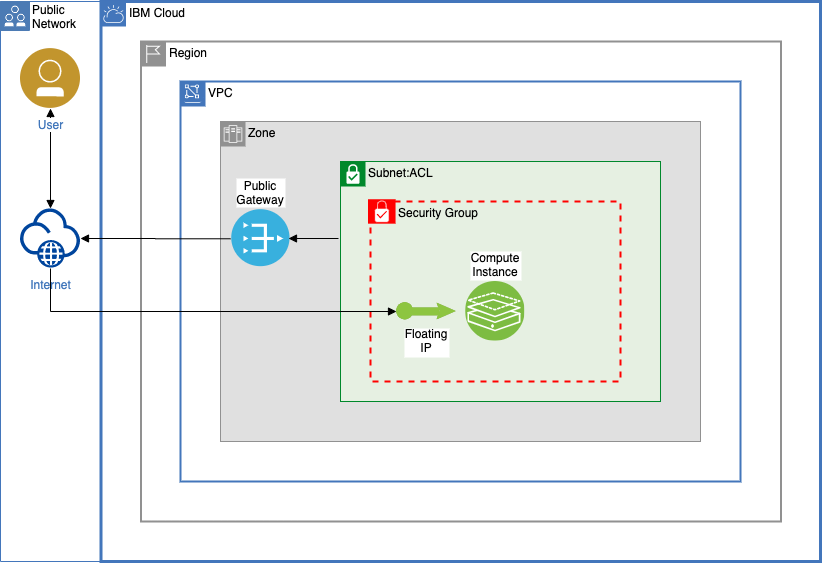 Public
Network
IBM Cloud
Region
VPC
Zone
Subnet:ACL
Public
Gateway
Security Group
User
Compute
Instance
Internet
Floating
IP